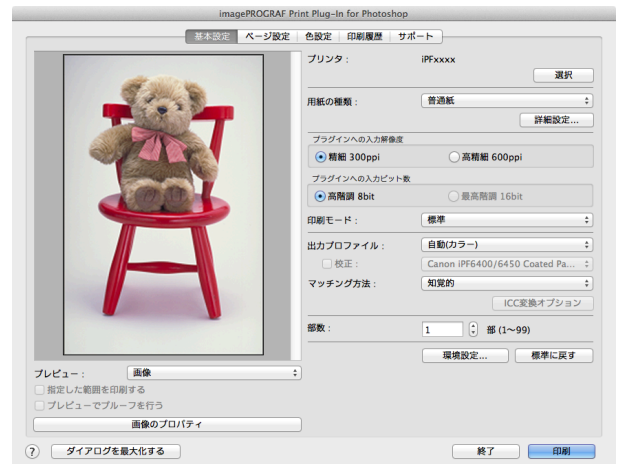 imagePROGRAF Print Plug-In for Photoshop
基本設定 ページ設定 色設定 印刷履歴 サポート
プリンタ： iPFxxxx
選択
用紙の種類： 普通紙
詳細設定...
プラグインへの入力解像度
精細 300ppi 高精細 600ppi
プラグインへの入力ビット数
高階調 8bit 最高階調 16bit
印刷モード： 標準
出力プロファイル： 自動(カラー)
校正： Canon iPF6400/6450 Coated Pa...
マッチング方法： 知覚的
ICC変換オプション
部数： 1 部 (1〜99)
環境設定... 標準に戻す
プレビュー： 画像
指定した範囲を印刷する
プレビューでプルーフを行う
画像のプロパティ
? ダイアログを最大化する 終了 印刷